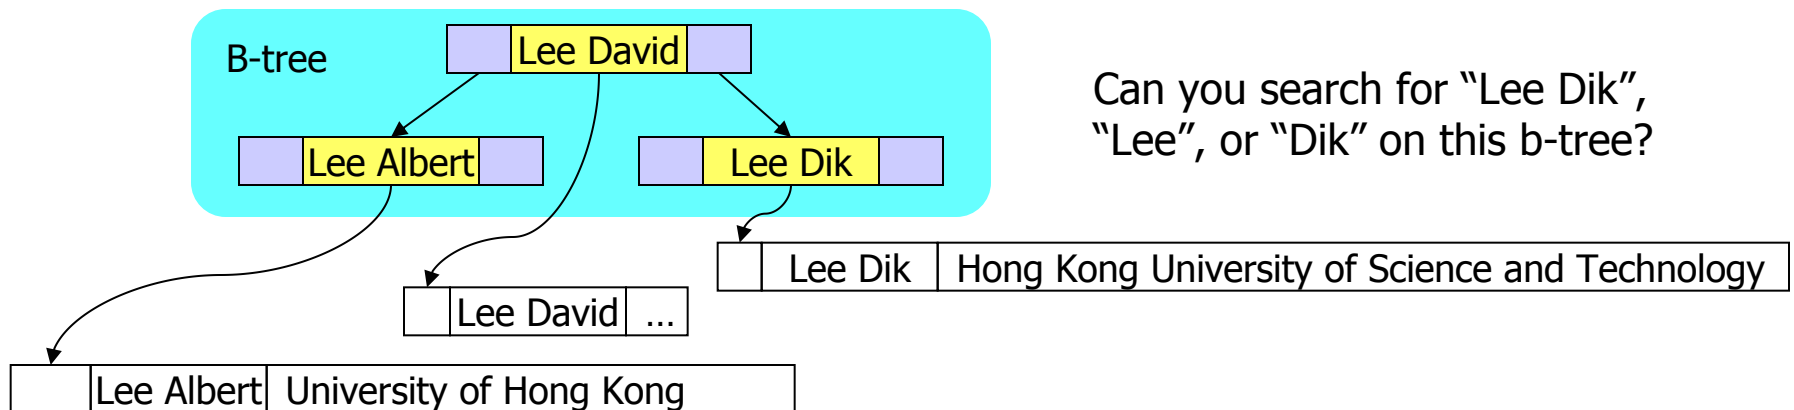 B-tree
Lee David
Lee Albert
Lee Dik
Can you search for “Lee Dik”,
“Lee”, or “Dik” on this b-tree?
Lee Dik Hong Kong University of Science and Technology
Lee David ...
Lee Albert University of Hong Kong